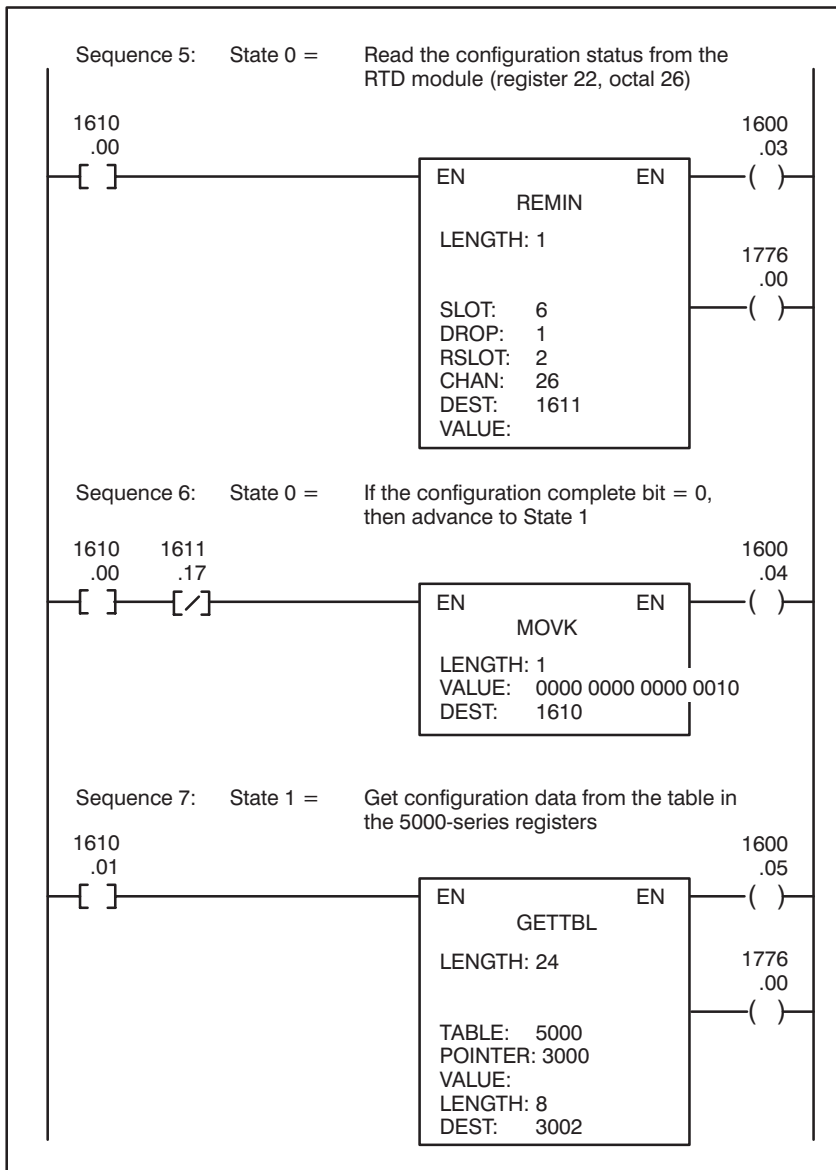 Sequence 5: State 0 = Read the configuration status from the
RTD module (register 22, octal 26)
1610
.00
1600
.03
EN EN
REMIN
LENGTH: 1
1776
.00
SLOT: 6
DROP: 1
RSLOT: 2
CHAN: 26
DEST: 1611
VALUE:
Sequence 6: State 0 = If the configuration complete bit = 0,
then advance to State 1
1610 1611
.00 .17
1600
.04
EN EN
MOVK
LENGTH: 1
VALUE: 0000 0000 0000 0010
DEST: 1610
Sequence 7: State 1 = Get configuration data from the table in
the 5000-series registers
1610
.01
1600
.05
EN EN
GETTBL
LENGTH: 24
1776
.00
TABLE: 5000
POINTER: 3000
VALUE:
LENGTH: 8
DEST: 3002